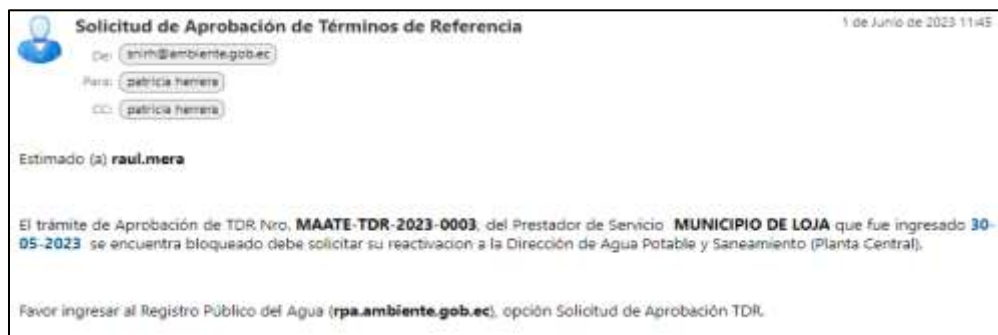 Solicitud de Aprobación de Términos de Referencia
1 de Junio de 2023 11:45
De: snirh@ambiente.gob.ec
Para: patricia herrera
CC: patricia herrera
Estimado (a) raul.mera
El trámite de Aprobación de TDR Nro. MAATE-TDR-2023-0003, del Prestador de Servicio MUNICIPIO DE LOJA que fue ingresado 30-
05-2023 se encuentra bloqueado debe solicitar su reactivacion a la Dirección de Agua Potable y Saneamiento (Planta Central).
Favor ingresar al Registro Público del Agua (rpa.ambiente.gob.ec), opción Solicitud de Aprobación TDR.